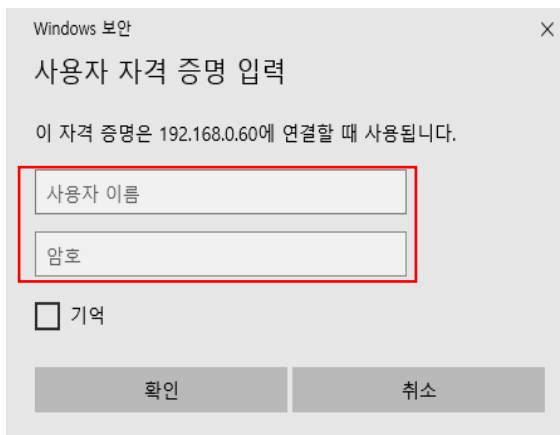 Windows 보안
사용자 자격 증명 입력
이 자격 증명은 192.168.0.60에 연결할 때 사용됩니다.
사용자 이름
암호
기억
확인
취소